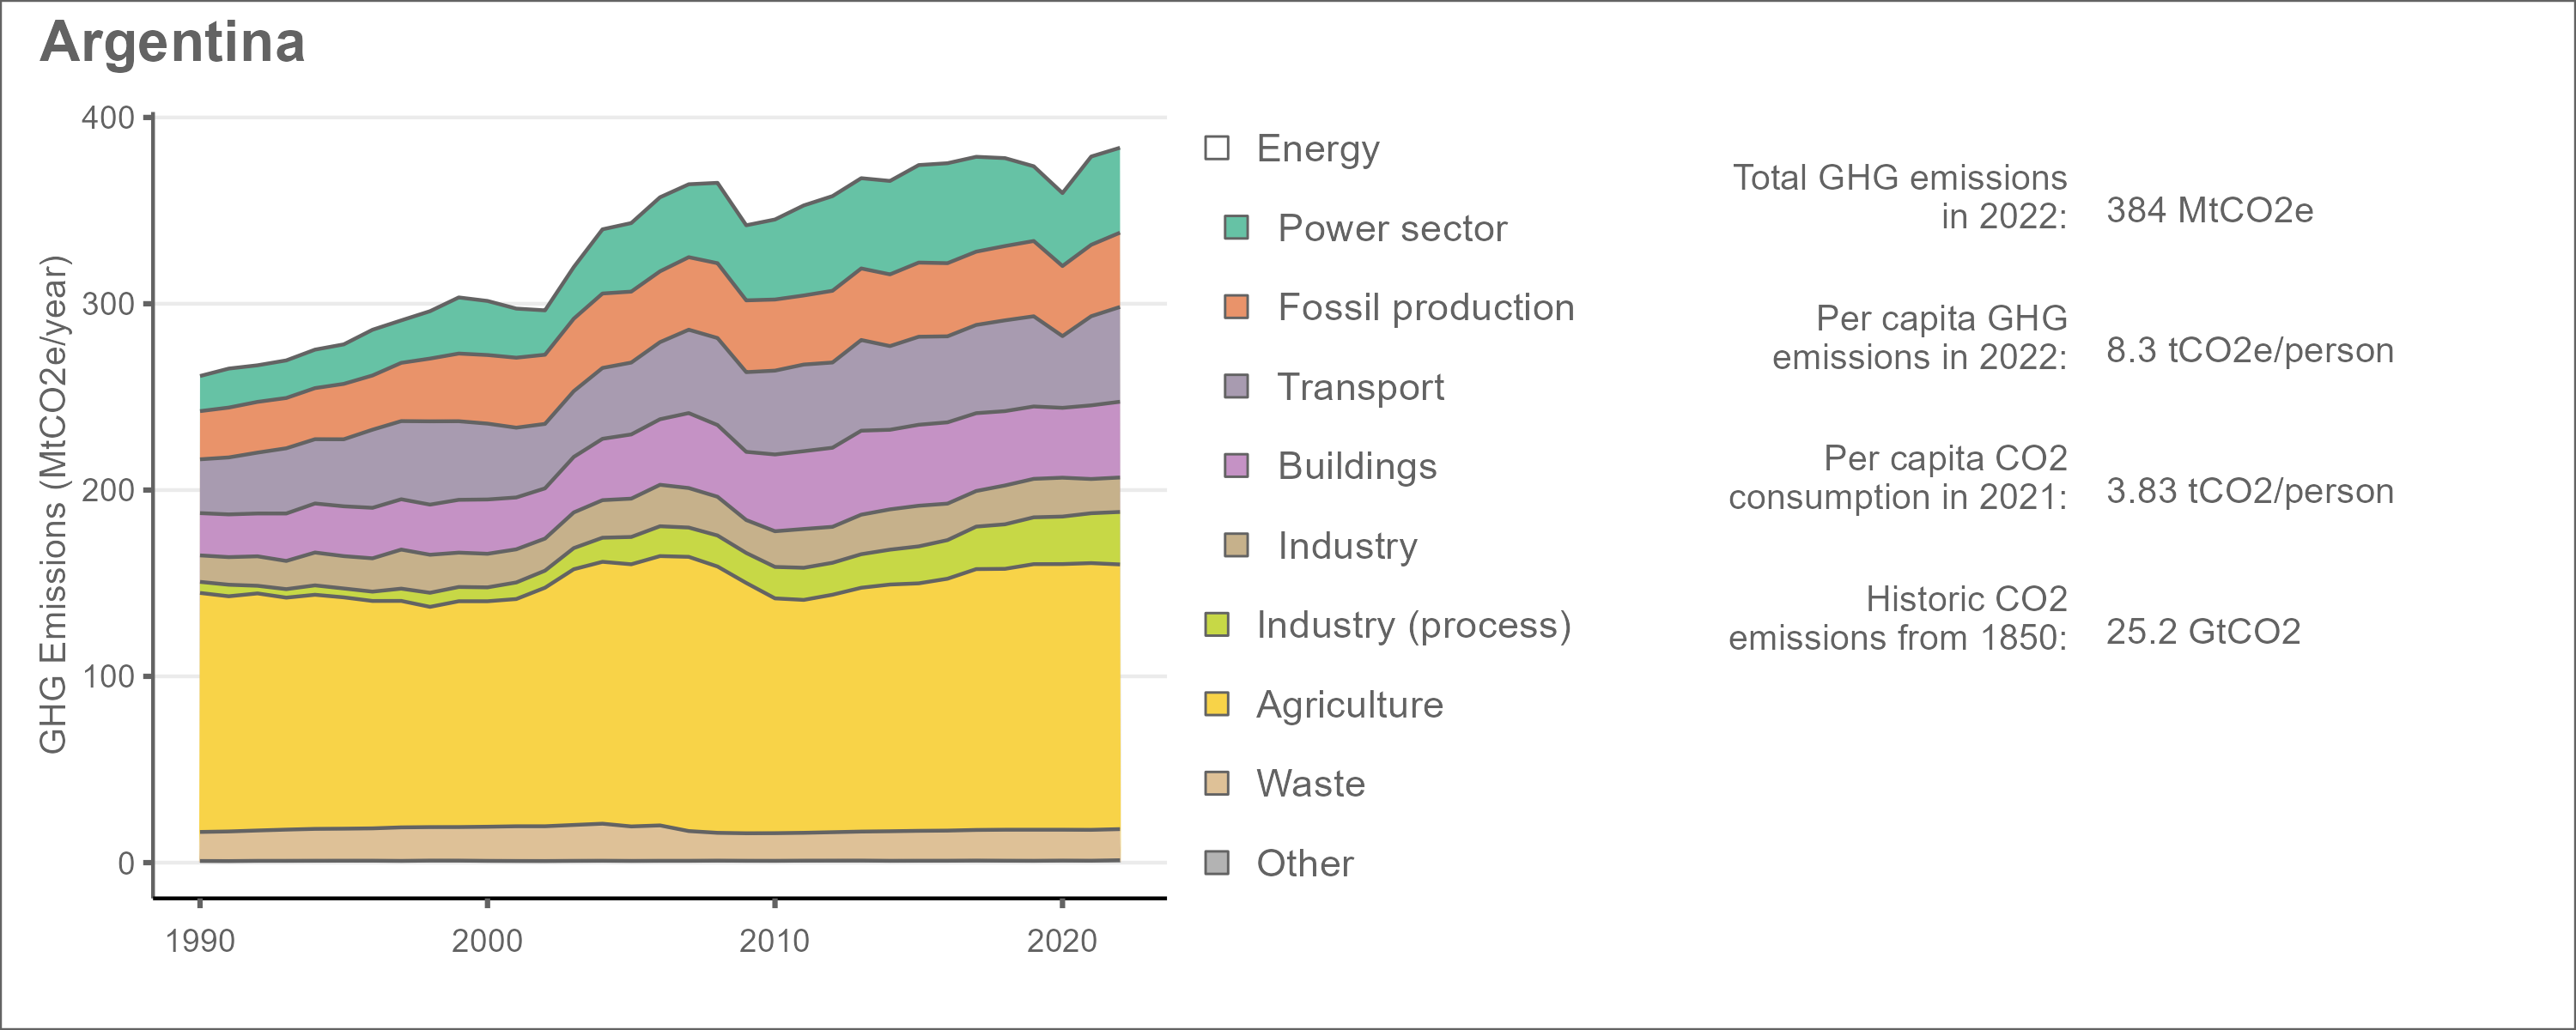 Argentina
GHG Emissions (MtCO2e/year)
400
300
200
100
0
1990
2000
2010
2020
Energy
Power sector
Fossil production
Transport
Buildings
Industry
Industry (process)
Agriculture
Waste
Other
Total GHG emissions
in 2022:
384 MtCO2e
Per capita GHG
emissions in 2022:
8.3 tCO2e/person
Per capita CO2
consumption in 2021:
3.83 tCO2/person
Historic CO2
emissions from 1850:
25.2 GtCO2